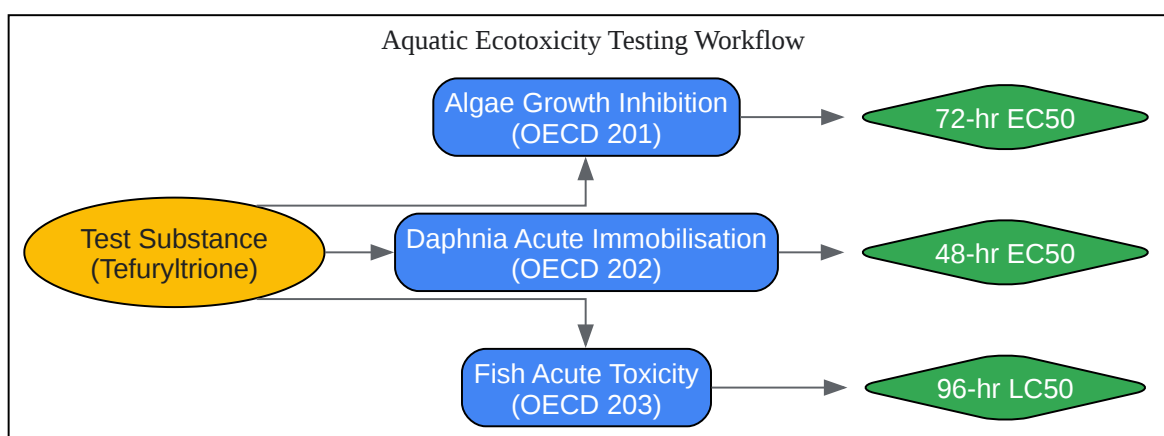 Aquatic Ecotoxicity Testing Workflow
Algae Growth Inhibition
(OECD 201)
72-hr EC50
Test Substance
(Tefuryltrione)
Daphnia Acute Immobilisation
(OECD 202)
48-hr EC50
Fish Acute Toxicity
(OECD 203)
96-hr LC50